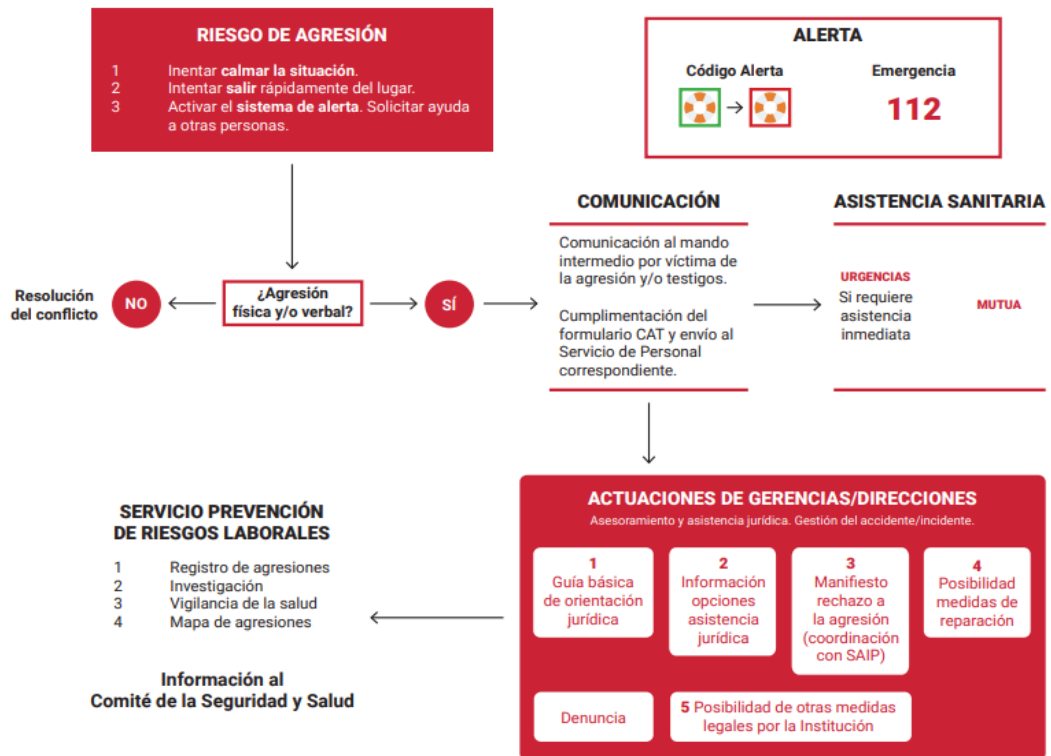 RIESGO DE AGRESIÓN
1 Inentar calmar la situación.
2 Intentar salir rápidamente del lugar.
3 Activar el sistema de alerta. Solicitar ayuda
a otras personas.
ALERTA
Código Alerta
Emergencia
112
¿Agresión
física y/o verbal?
NO
Resolución
del conflicto
SÍ
COMUNICACIÓN
Comunicación al mando
intermedio por víctima de
la agresión y/o testigos.
Cumplimentación del
formulario CAT y envío al
Servicio de Personal
correspondiente.
ASISTENCIA SANITARIA
URGENCIAS
Si requiere
asistencia
inmediata
MUTUA
ACTUACIONES DE GERENCIAS/DIRECCIONES
Asesoramiento y asistencia jurídica. Gestión del accidente/incidente.
1
Guía básica
de orientación
jurídica
2
Información
opciones
asistencia
jurídica
3
Manifiesto
rechazo a
la agresión
(coordinación
con SAIP)
4
Posibilidad
medidas de
reparación
Denuncia
5 Posibilidad de otras medidas
legales por la Institución
SERVICIO PREVENCIÓN
DE RIESGOS LABORALES
1 Registro de agresiones
2 Investigación
3 Vigilancia de la salud
4 Mapa de agresiones
Información al
Comité de la Seguridad y Salud